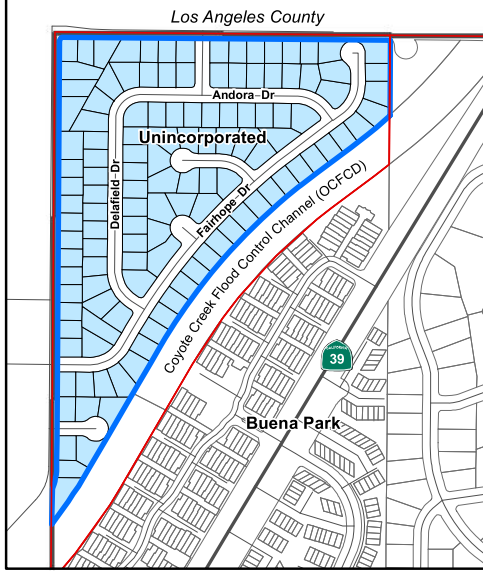 Los Angeles County
Andora Dr
Unincorporated
Delafield Dr
Fairhope Dr
Coyote Creek Flood Control Channel (OCFCD)
CALIFORNIA
39
Buena Park